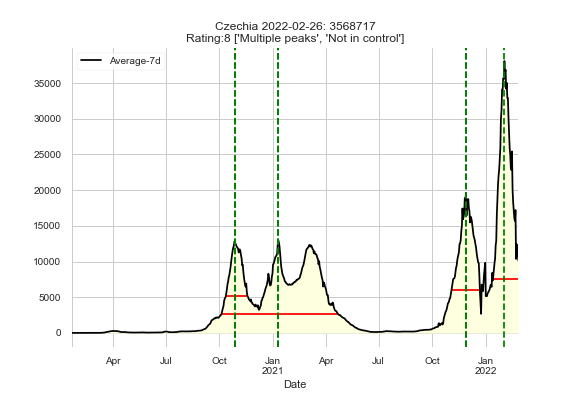 Czechia 2022-02-26: 3568717
Rating:8 ['Multiple peaks', 'Not in control']
Average-7d
35000
30000
25000
20000
15000
10000
5000
0
Apr Jul Oct Jan Apr Jul Oct Jan
2021 2022
Date